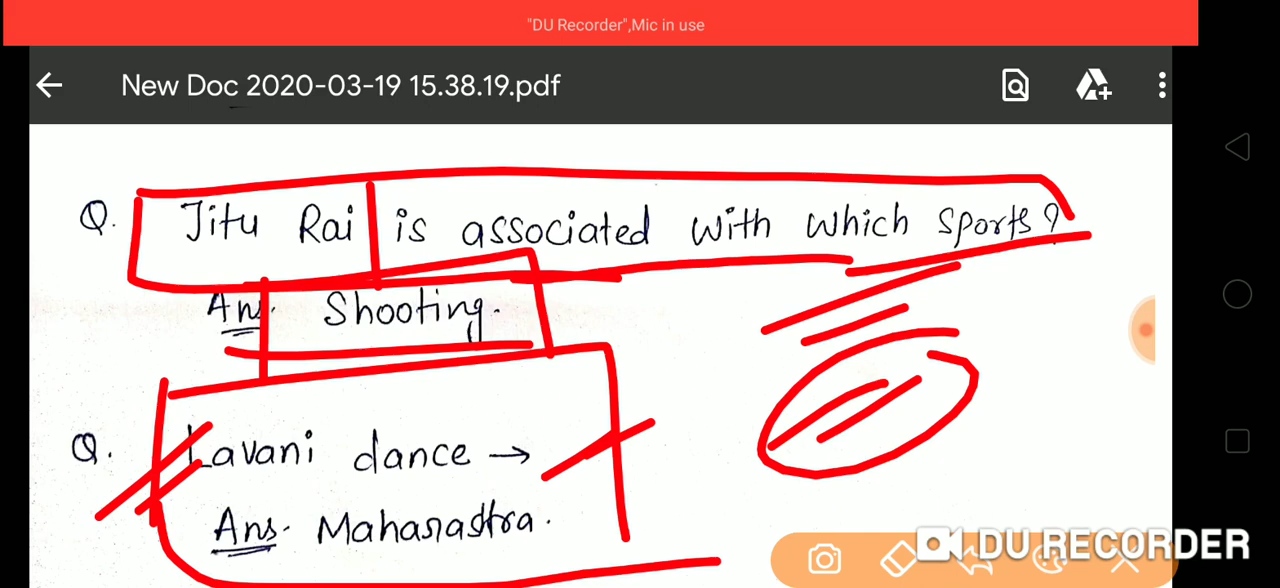 "DU Recorder",Mic in use
New Doc 2020-03-19 15.38.19.pdf
Q. Jitu Rai is associated with which sports?
Ans. Shooting.
Q. Lavani dance →
Ans. Maharastra.
DU RECORDER